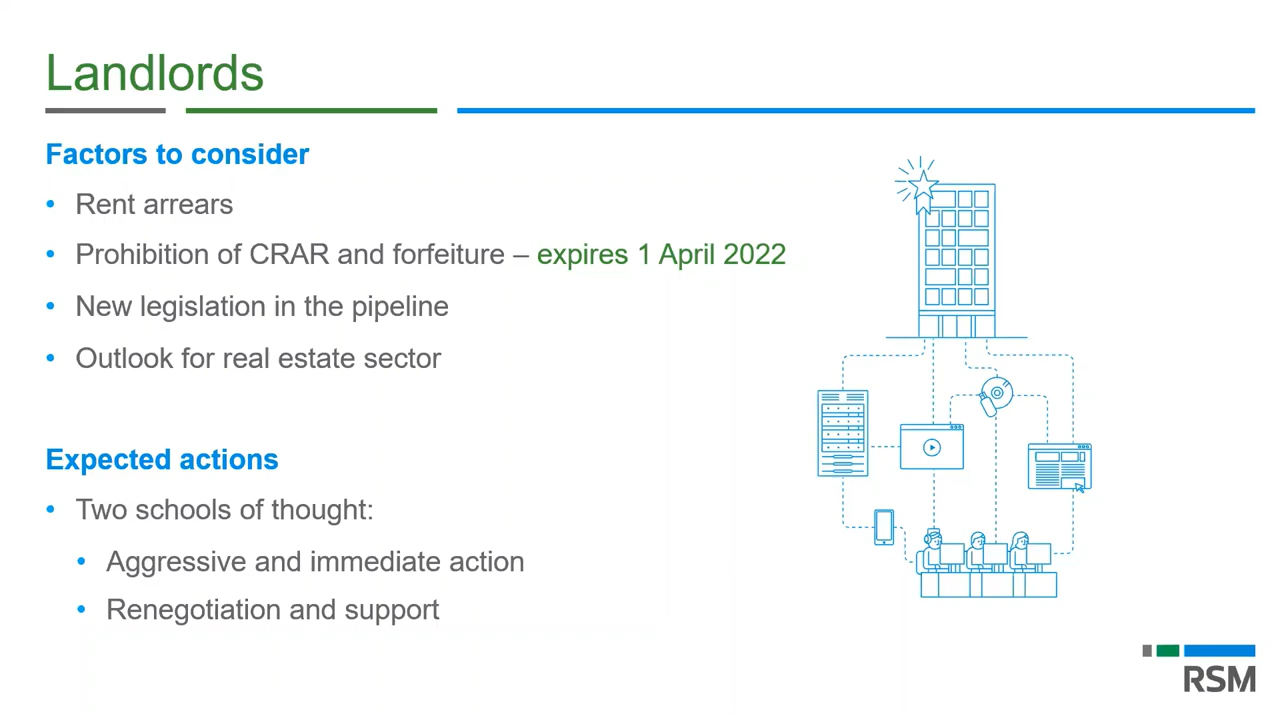 Landlords
Factors to consider
• Rent arrears
• Prohibition of CRAR and forfeiture – expires 1 April 2022
• New legislation in the pipeline
• Outlook for real estate sector
Expected actions
• Two schools of thought:
• Aggressive and immediate action
• Renegotiation and support
RSM